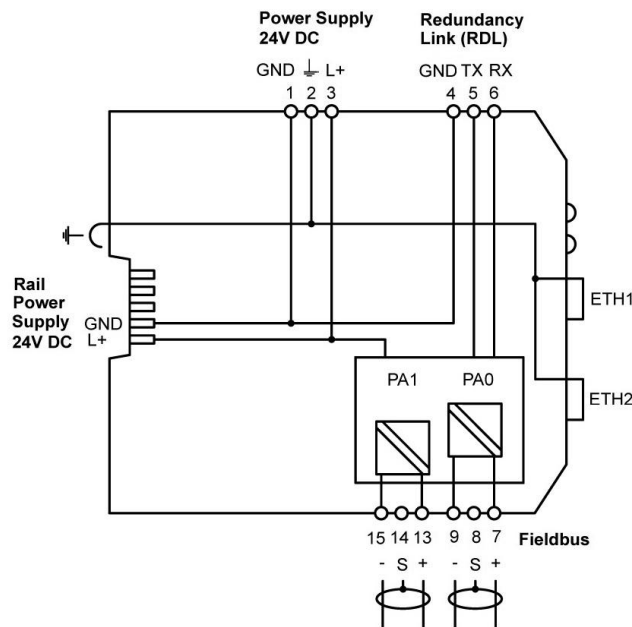 Power Supply
24V DC
Redundancy
Link (RDL)
GND ⏚ L+
GND TX RX
1 2 3
4 5 6
Rail
Power
Supply
24V DC
GND
L+
ETH1
ETH2
PA1 PA0
15 14 13 9 8 7 Fieldbus
- S + - S +